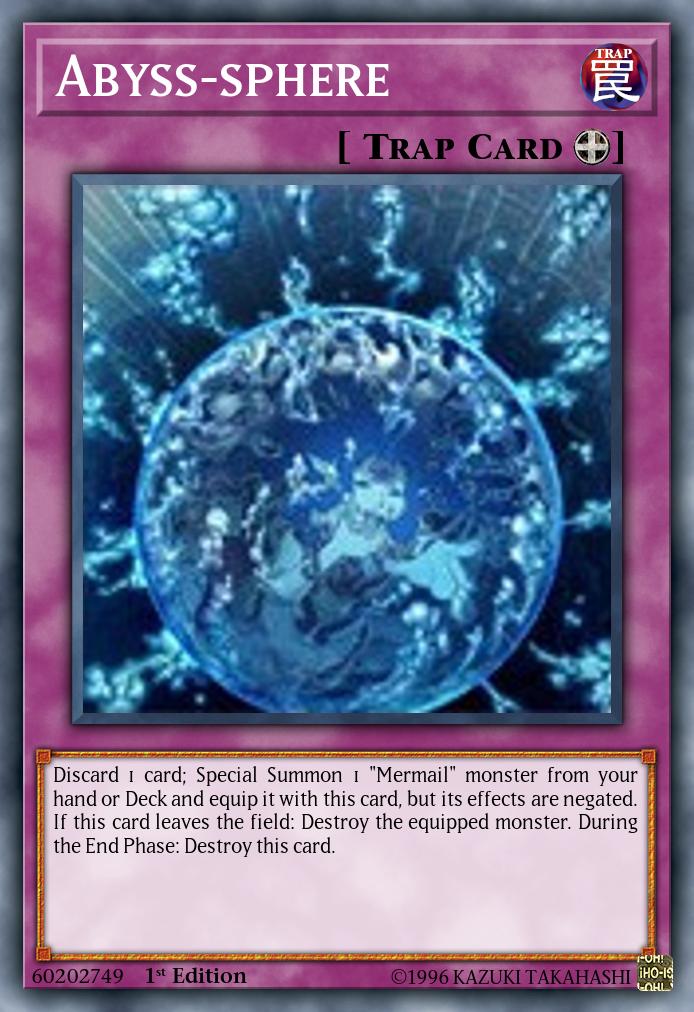 ABYSS-SPHERE
TRAP
罠
[ TRAP CARD ]
Discard 1 card; Special Summon 1 "Mermail" monster from your
hand or Deck and equip it with this card, but its effects are negated.
If this card leaves the field: Destroy the equipped monster. During
the End Phase: Destroy this card.
60202749 1st Edition ©1996 KAZUKI TAKAHASHI